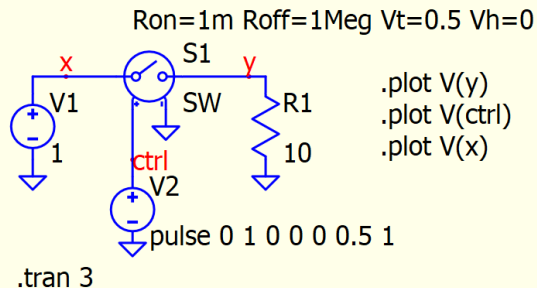 Ron=1m Roff=1Meg Vt=0.5 Vh=0
x
S1
y
.plot V(y)
V1
SW
R1
.plot V(ctrl)
1
ctrl
10
.plot V(x)
V2
pulse 0 1 0 0 0 0.5 1
.tran 3